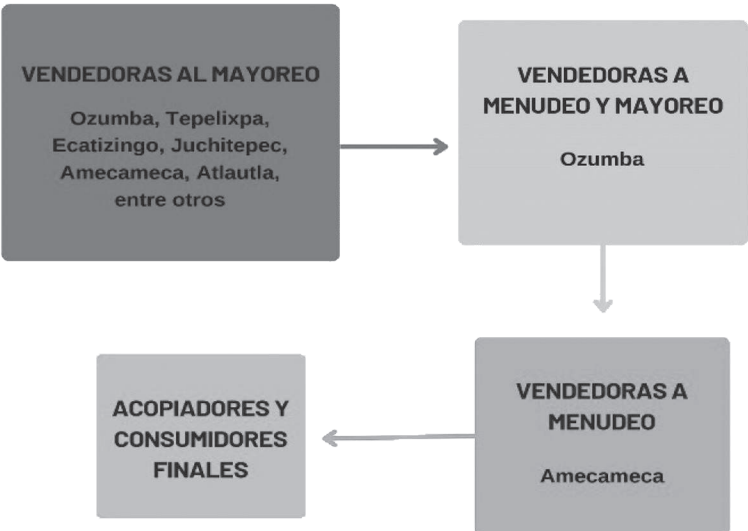 VENDEDORAS AL MAYOREO
Ozumba, Tepelixpa,
Ecatizingo, Juchitepec,
Amecameca, Atlautla,
entre otros
VENDEDORAS A
MENUDEO Y MAYOREO
Ozumba
VENDEDORAS A
MENUDEO
Amecameca
ACOPIADORES Y
CONSUMIDORES
FINALES